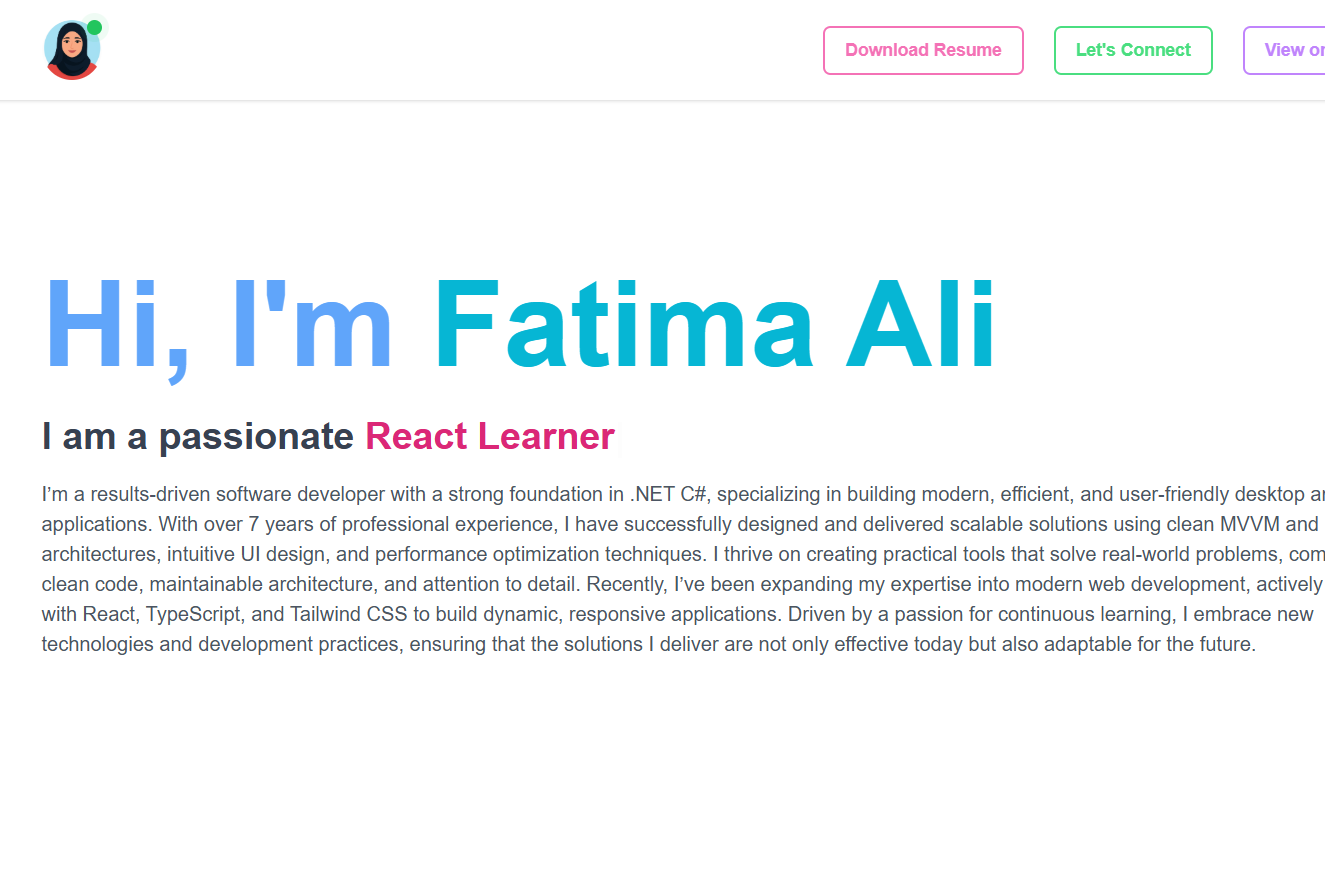 Download Resume
Let's Connect
View
Hi, I'm Fatima Ali
I am a passionate React Learner
I’m a results-driven software developer with a strong foundation in .NET C#, specializing in building modern, efficient, and user-friendly desktop
applications. With over 7 years of professional experience, I have successfully designed and delivered scalable solutions using clean MVVM and
architectures, intuitive UI design, and performance optimization techniques. I thrive on creating practical tools that solve real-world problems,
clean code, maintainable architecture, and attention to detail. Recently, I’ve been expanding my expertise into modern web development, actively
with React, TypeScript, and Tailwind CSS to build dynamic, responsive applications. Driven by a passion for continuous learning, I embrace new
technologies and development practices, ensuring that the solutions I deliver are not only effective today but also adaptable for the future.